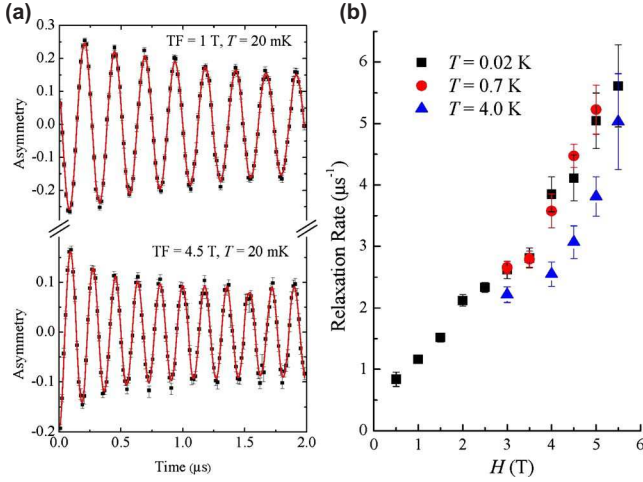 (a)
TF = 1 T, T = 20 mK
0.3
0.2
0.1
0.0
-0.1
-0.2
Asymmetry
TF = 4.5 T, T = 20 mK
0.1
0.0
-0.1
-0.2
Asymmetry
0.0 0.5 1.0 1.5 2.0
Time (μs)
(b)
T = 0.02 K
T = 0.7 K
T = 4.0 K
7
6
5
4
3
2
1
0
Relaxation Rate (μs⁻¹)
0 1 2 3 4 5 6
H (T)